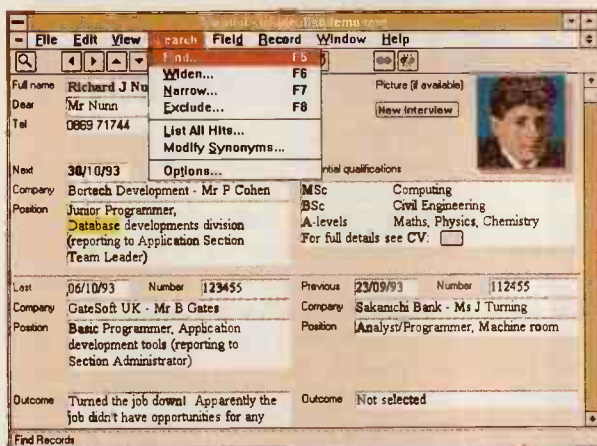 File Edit View Search Field Record Window Help
Find... F5
Widen... F6
Narrow... F7
Exclude... F8
List All Hits...
Modify Synonyms...
Options...
Full name Richard J Nu
Picture (if available)
Dear Mr Nunn
New Interview
Tel 0869 71744
Next 30/10/93
ntial qualifications
Company Bortech Development - Mr P Cohen
MSc Computing
Position Junior Programmer,
BSc Civil Engineering
Database developments division
A-levels Maths, Physics, Chemistry
(reporting to Application Section
For full details see CV:
Team Leader)
Last 06/10/93 Number 123455
Previous 23/09/93 Number 112455
Company GateSoft UK - Mr B Gates
Company Sakanichi Bank - Ms J Turning
Position Basic Programmer, Application
Position Analyst/Programmer, Machine room
development tools (reporting to
Section Administrator)
Outcome Turned the job down! Apparently the
Outcome Not selected
job didn't have opportunities for any
Find Records